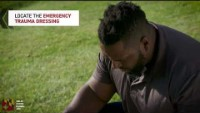 LOCATE THE EMERGENCY
TRAUMA DRESSING